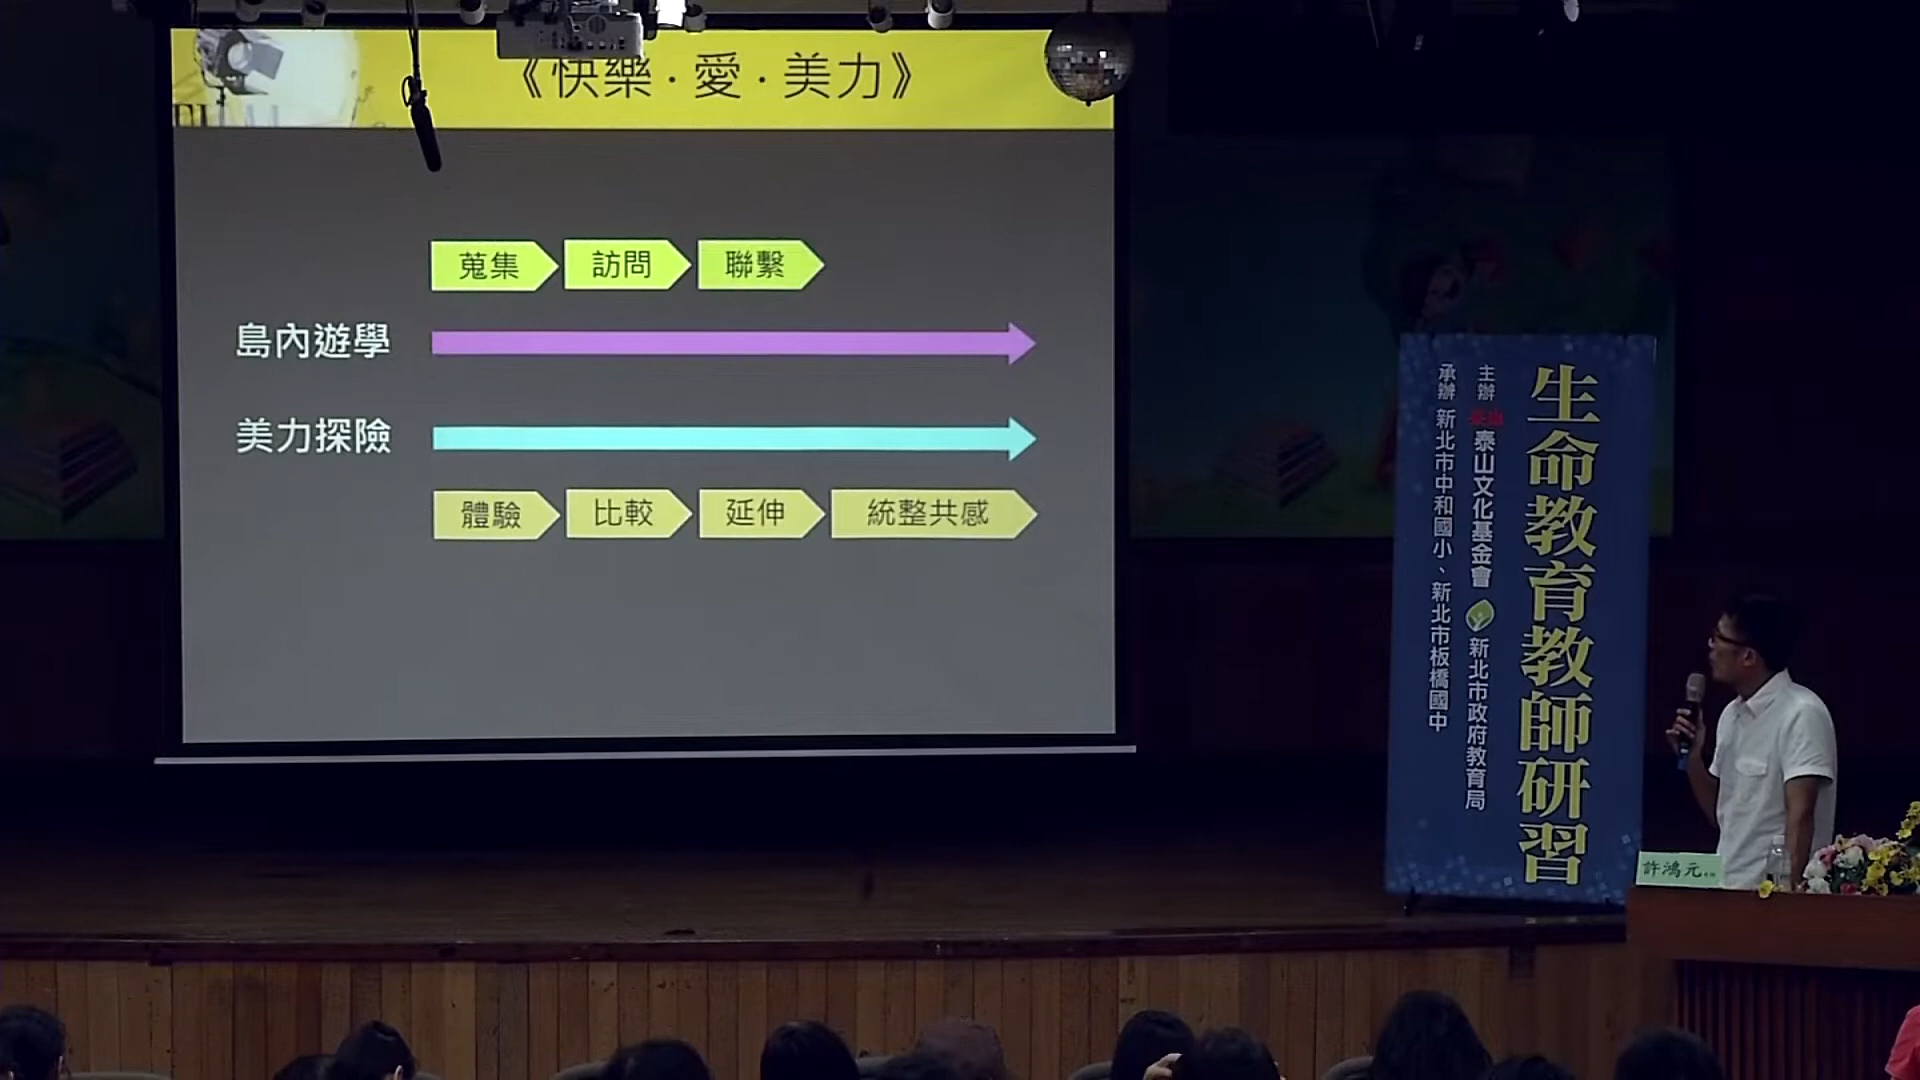 《快樂·愛·美力》
蒐集
訪問
聯繫
島內遊學
美力探險
體驗
比較
延伸
統整共感
生命教育教師研習
主辦 泰山 泰山文化基金會 新北市政府教育局
承辦 新北市中和國小、新北市板橋國中
許鴻元